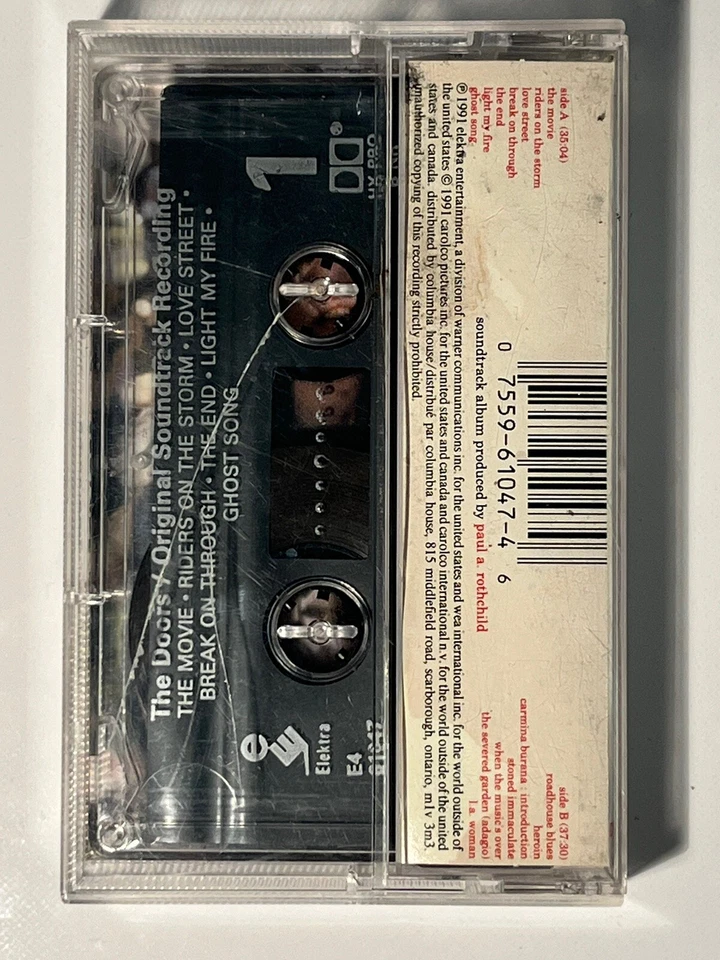 side A (35:04)
the movie
riders on the storm
love street
break on through
the end
light my fire
ghost song
0 7559-61047-4 6
soundtrack album produced by paul a. rothchild
side B (37:30)
roadhouse blues
heroin
carmina burana : introduction
stoned immaculate
when the music's over
the severed garden (adagio)
l.a. woman
℗ 1991 elektra entertainment, a division of warner communications inc. for the united states and wea international inc. for the world outside of
the united states © 1991 carolco pictures inc. for the united states and canada and carolco international n.v. for the world outside of the united
states and canada. distributed by columbia house/distribué par columbia house, 815 middlefield road, scarborough, ontario, m1v 3m3.
unauthorized copying of this recording strictly prohibited.
The Doors / Original Soundtrack Recording
THE MOVIE • RIDERS ON THE STORM • LOVE STREET •
BREAK ON THROUGH • THE END • LIGHT MY FIRE •
GHOST SONG
1
HX PRO
e
Elektra
E4
61047